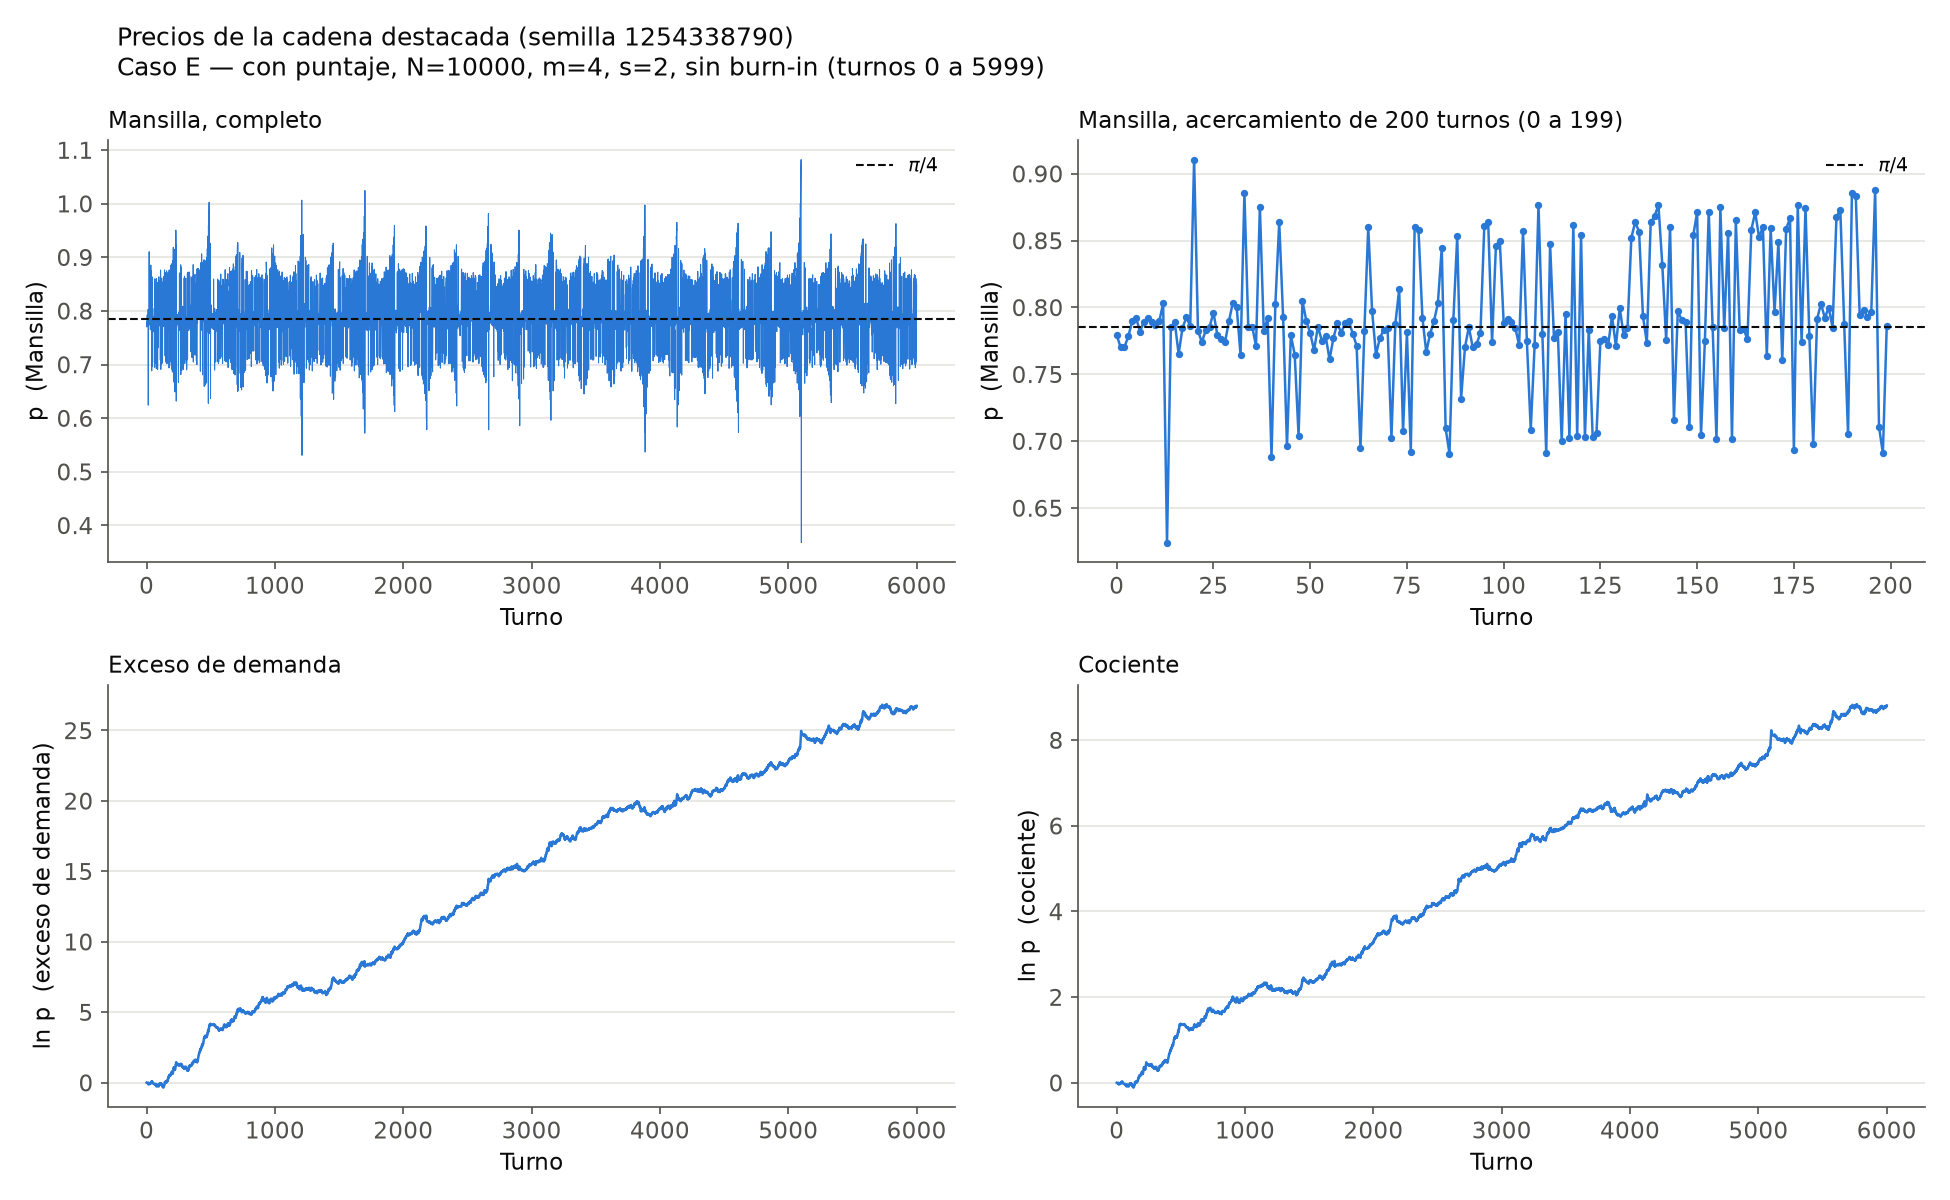 Precios de la cadena destacada (semilla 1254338790)
Caso E — con puntaje, N=10000, m=4, s=2, sin burn-in (turnos 0 a 5999)
Mansilla, completo
1.1
1.0
0.9
0.8
0.7
0.6
0.5
0.4
p (Mansilla)
π/4
0 1000 2000 3000 4000 5000 6000
Turno
Mansilla, acercamiento de 200 turnos (0 a 199)
0.90
0.85
0.80
0.75
0.70
0.65
p (Mansilla)
π/4
0 25 50 75 100 125 150 175 200
Turno
Exceso de demanda
25
20
15
10
5
0
ln p (exceso de demanda)
0 1000 2000 3000 4000 5000 6000
Turno
Cociente
8
6
4
2
0
ln p (cociente)
0 1000 2000 3000 4000 5000 6000
Turno